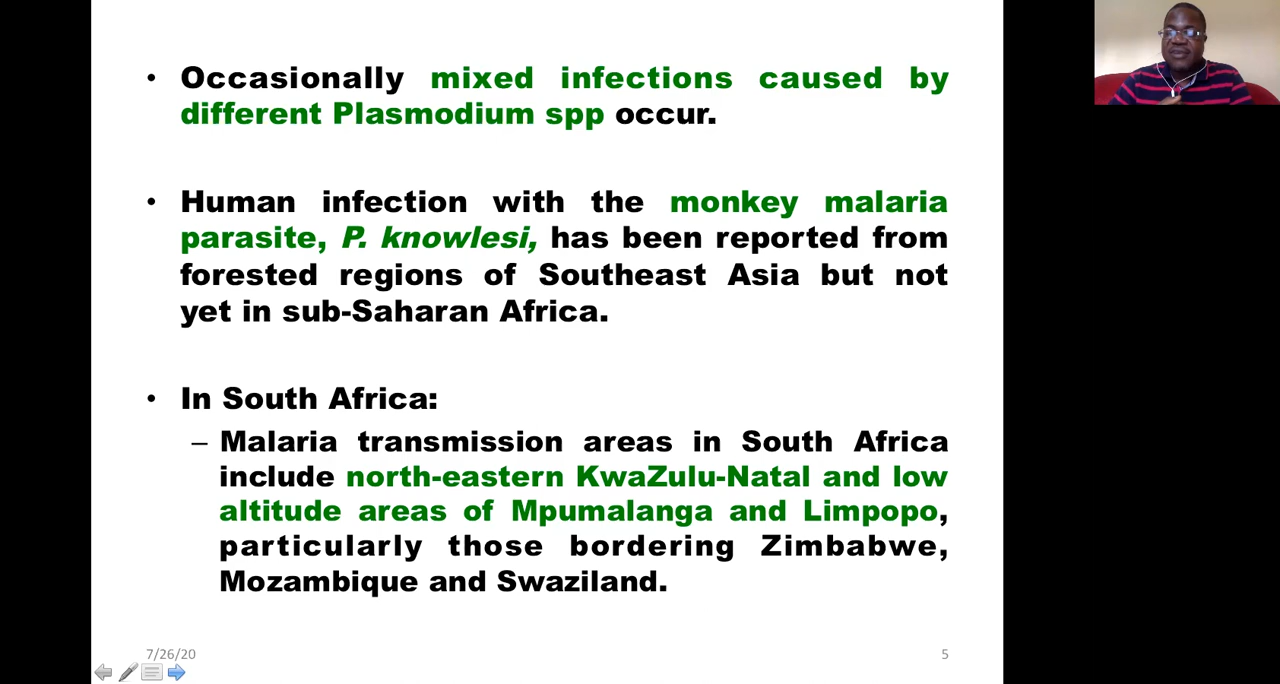 • Occasionally mixed infections caused by
different Plasmodium spp occur.
• Human infection with the monkey malaria
parasite, P. knowlesi, has been reported from
forested regions of Southeast Asia but not
yet in sub-Saharan Africa.
• In South Africa:
– Malaria transmission areas in South Africa
include north-eastern KwaZulu-Natal and low
altitude areas of Mpumalanga and Limpopo,
particularly those bordering Zimbabwe,
Mozambique and Swaziland.
7/26/20
5